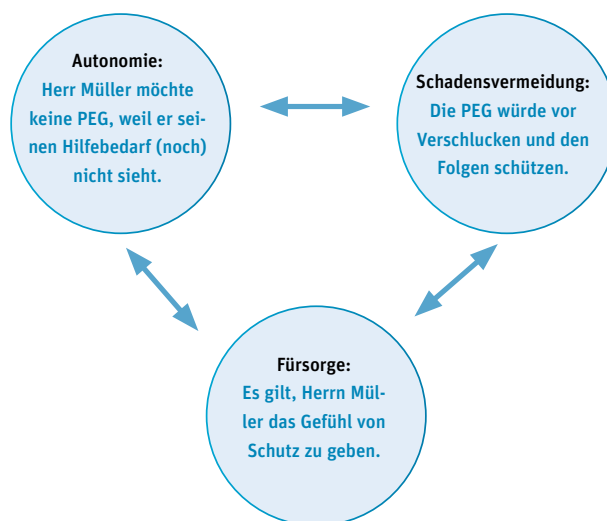 Autonomie:
Herr Müller möchte
keine PEG, weil er sei-
nen Hilfebedarf (noch)
nicht sieht.
Schadensvermeidung:
Die PEG würde vor
Verschlucken und den
Folgen schützen.
Fürsorge:
Es gilt, Herrn Mül-
ler das Gefühl von
Schutz zu geben.